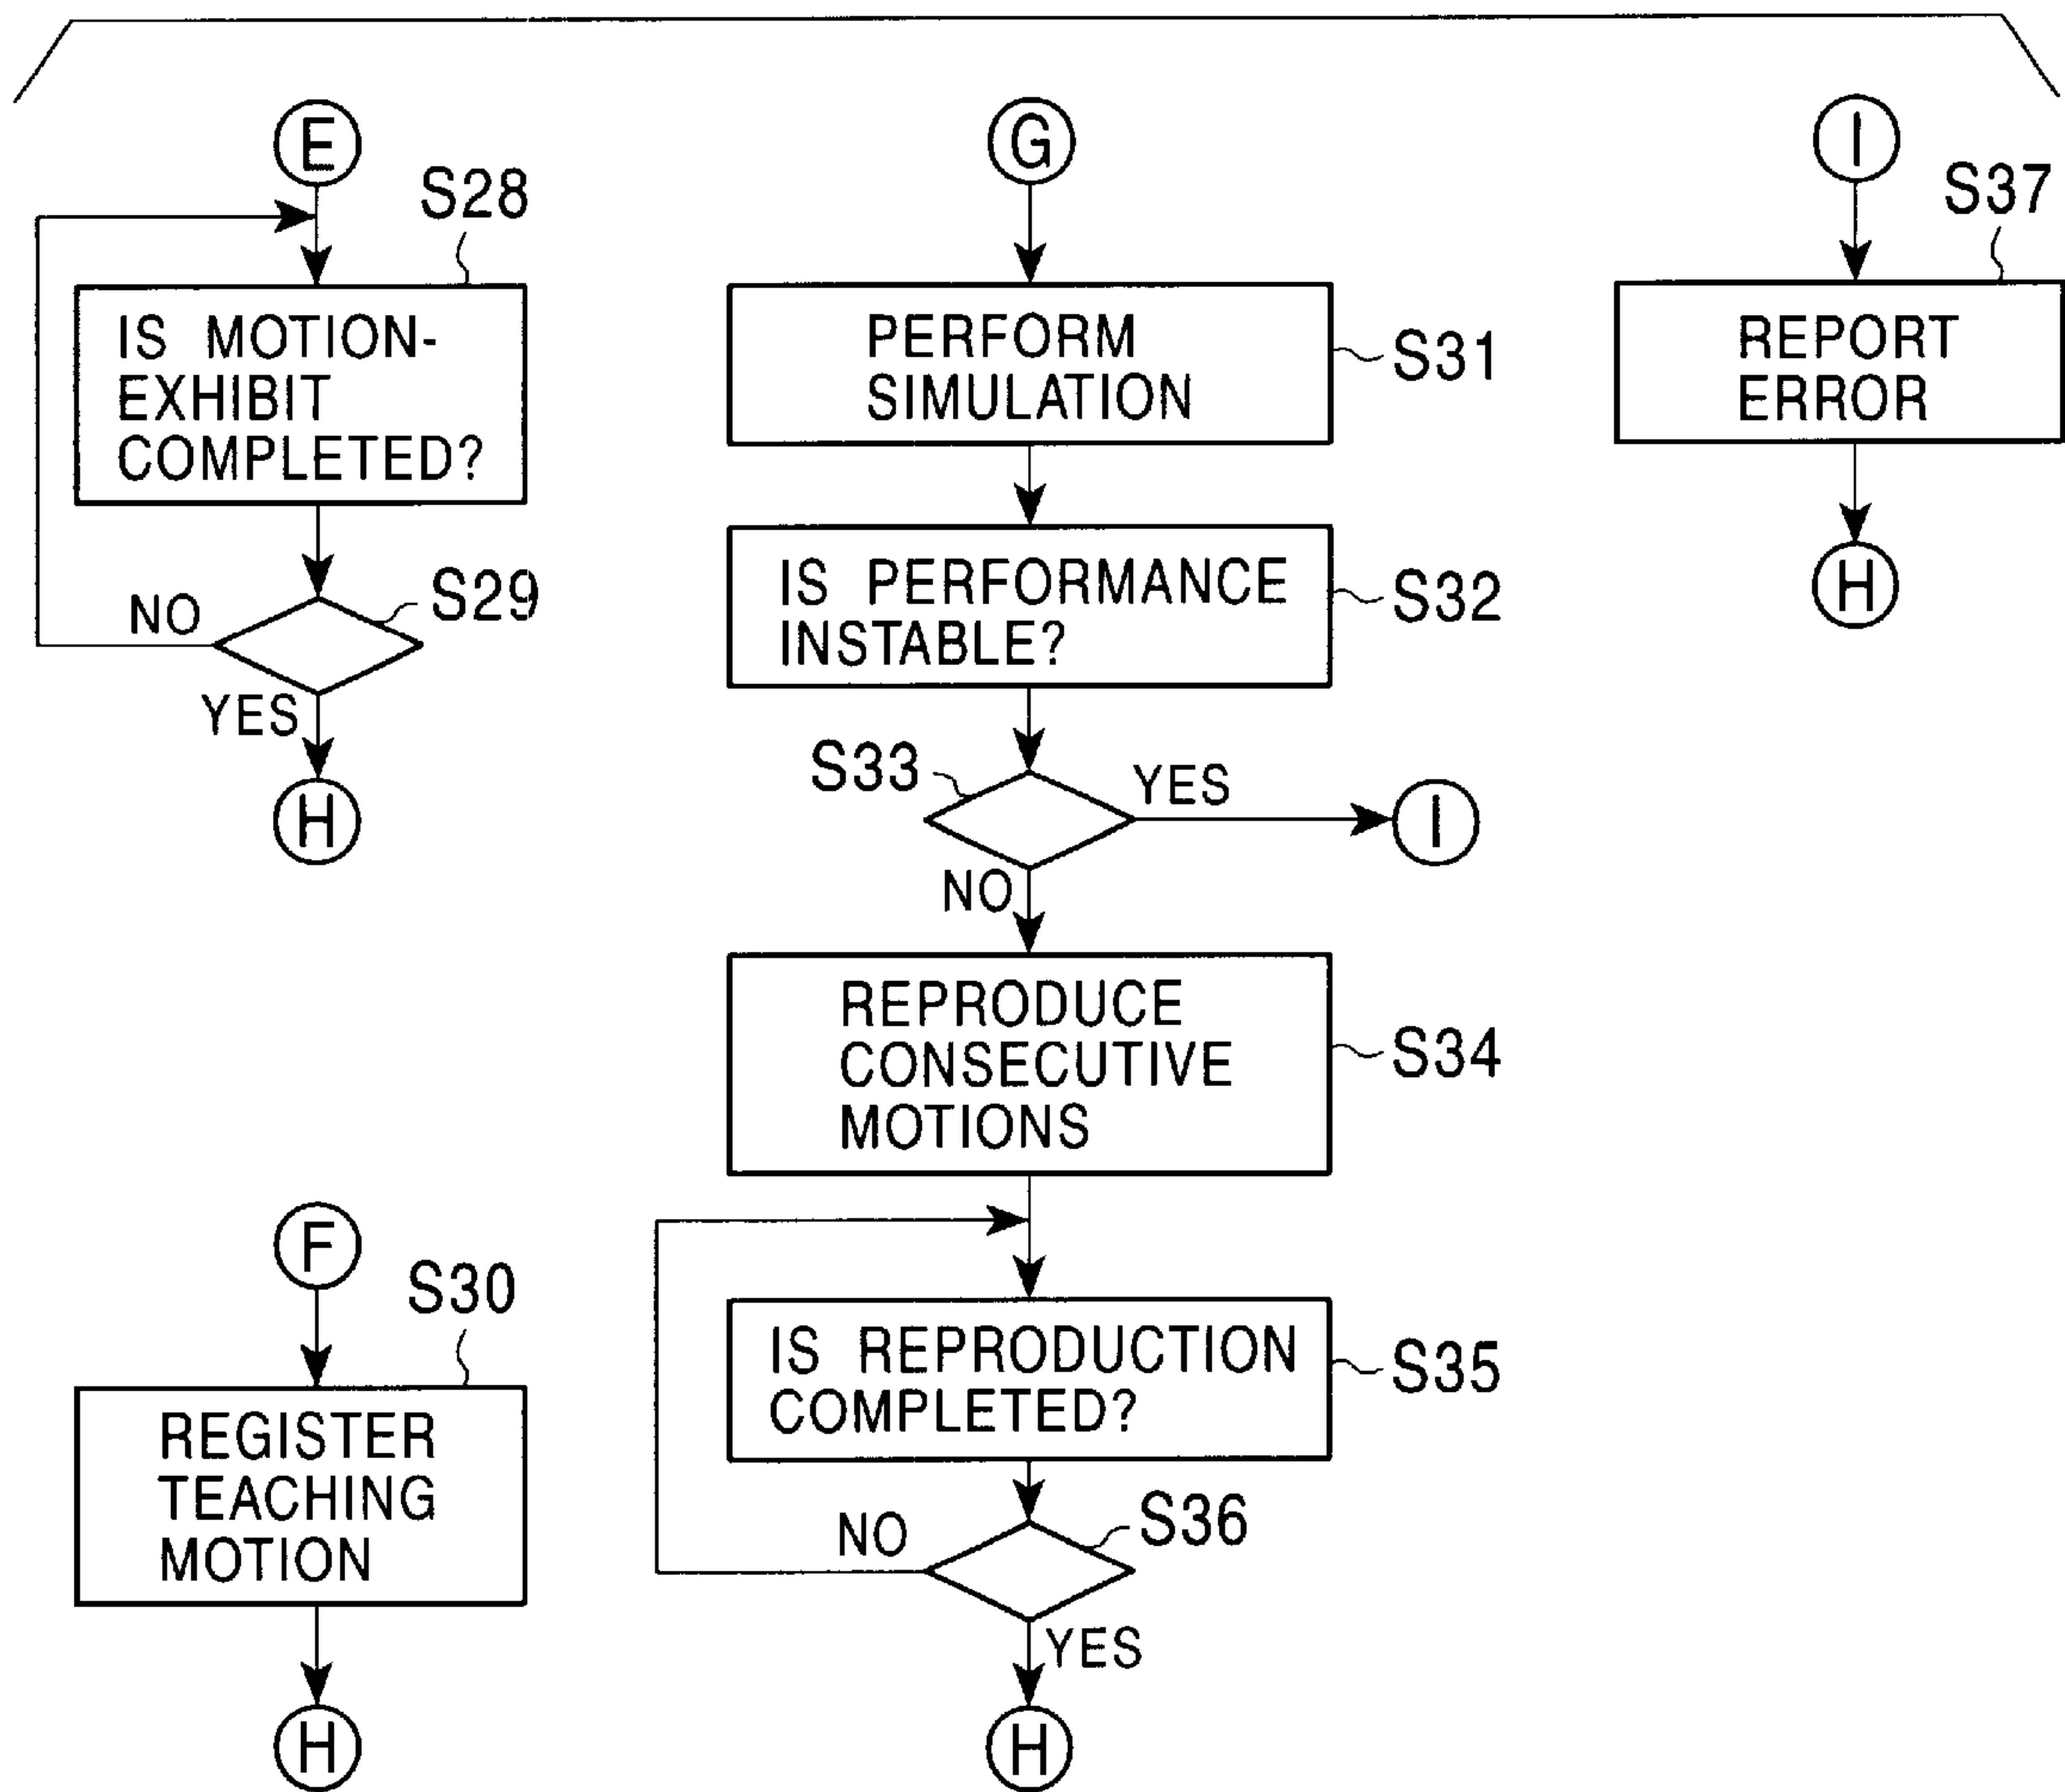 E
S28
IS MOTION-
EXHIBIT
COMPLETED?
S29
NO
YES
H
F
S30
REGISTER
TEACHING
MOTION
H
G
PERFORM
SIMULATION
S31
IS PERFORMANCE
INSTABLE?
S32
S33
YES
I
NO
REPRODUCE
CONSECUTIVE
MOTIONS
S34
IS REPRODUCTION
COMPLETED?
S35
S36
NO
YES
H
I
S37
REPORT
ERROR
H